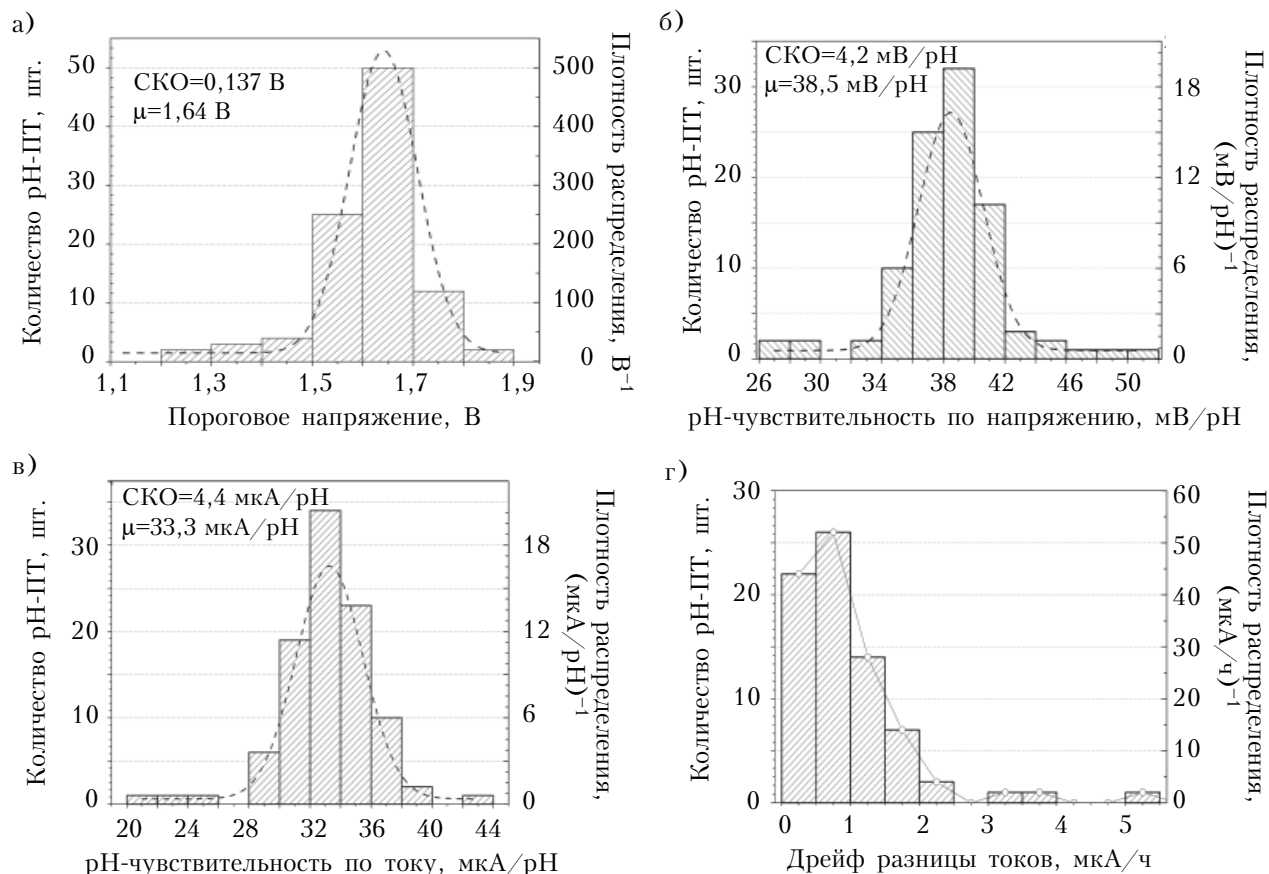 а)
СКО=0,137 В
μ=1,64 В
Количество pH-ПТ, шт.
50
40
30
20
10
0
500
400
300
200
100
0
Плотность распределения, В⁻¹
1,1 1,3 1,5 1,7 1,9
Пороговое напряжение, В
б)
СКО=4,2 мВ/pH
μ=38,5 мВ/pH
Количество pH-ПТ, шт.
30
20
10
0
18
12
6
0
Плотность распределения,
(мВ/pH)⁻¹
26 30 34 38 42 46 50
pH-чувствительность по напряжению, мВ/pH
в)
СКО=4,4 мкА/pH
μ=33,3 мкА/pH
Количество pH-ПТ, шт.
30
20
10
0
18
12
6
0
Плотность распределения,
(мкА/pH)⁻¹
20 24 28 32 36 40 44
pH-чувствительность по току, мкА/pH
г)
Количество pH-ПТ, шт.
30
20
10
0
60
50
40
30
20
10
0
Плотность распределения,
(мкА/ч)⁻¹
0 1 2 3 4 5
Дрейф разницы токов, мкА/ч